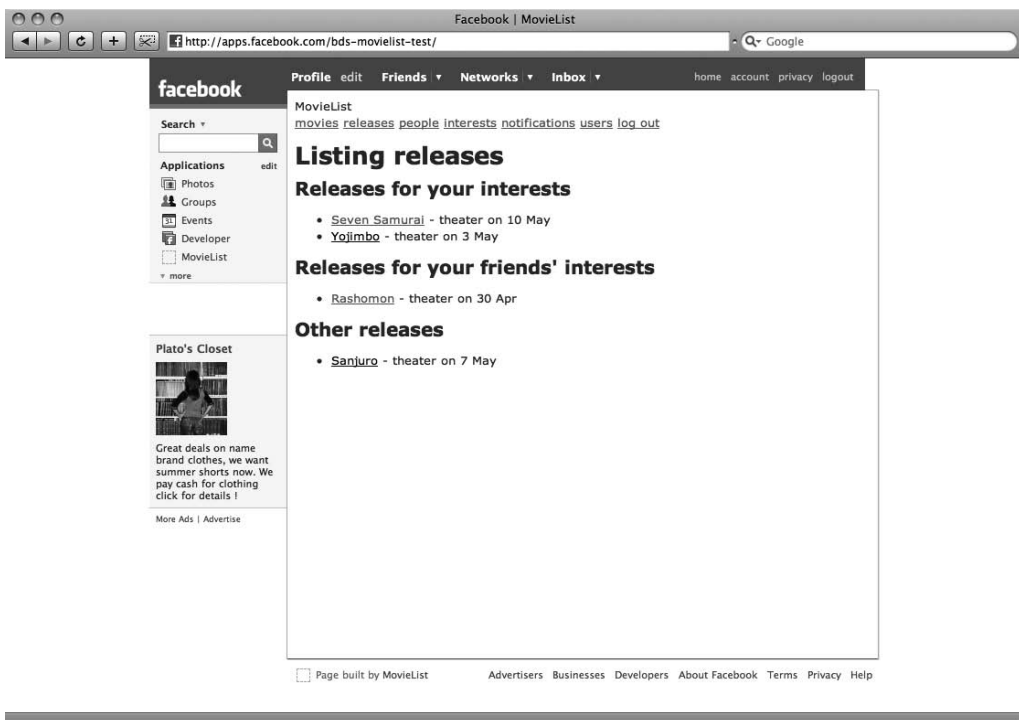 Facebook | MovieList
http://apps.facebook.com/bds-movielist-test/
Google
facebook
Profile edit Friends Networks Inbox home account privacy logout
Search
Applications edit
Photos
Groups
31 Events
Developer
MovieList
more
Plato's Closet
Great deals on name
brand clothes, we want
summer shorts now. We
pay cash for clothing
click for details !
More Ads | Advertise
MovieList
movies releases people interests notifications users log out
Listing releases
Releases for your interests
• Seven Samurai - theater on 10 May
• Yojimbo - theater on 3 May
Releases for your friends' interests
• Rashomon - theater on 30 Apr
Other releases
• Sanjuro - theater on 7 May
Page built by MovieList Advertisers Businesses Developers About Facebook Terms Privacy Help